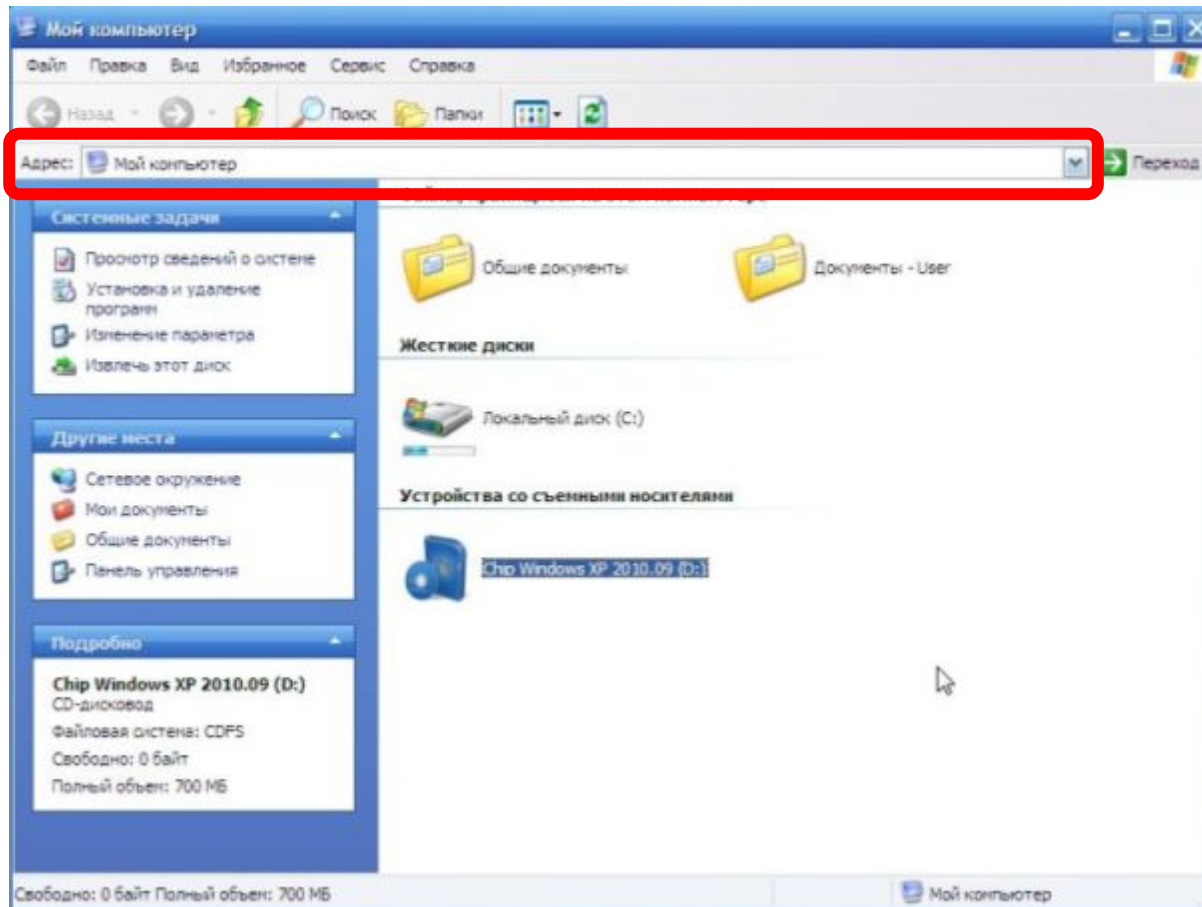 Мой компьютер
Файл Правка Вид Избранное Сервис Справка
Назад Поиск Папки
Адрес: Мой компьютер Переход
Системные задачи
Просмотр сведений о системе
Установка и удаление
программ
Изменение параметра
Извлечь этот диск
Другие места
Сетевое окружение
Мои документы
Общие документы
Панель управления
Подробно
Chip Windows XP 2010.09 (D:)
CD-дисковод
Файловая система: CDFS
Свободно: 0 байт
Полный объем: 700 МБ
Общие документы
Документы - User
Жесткие диски
Локальный диск (C:)
Устройства со съемными носителями
Chip Windows XP 2010.09 (D:)
Свободно: 0 байт Полный объем: 700 МБ
Мой компьютер